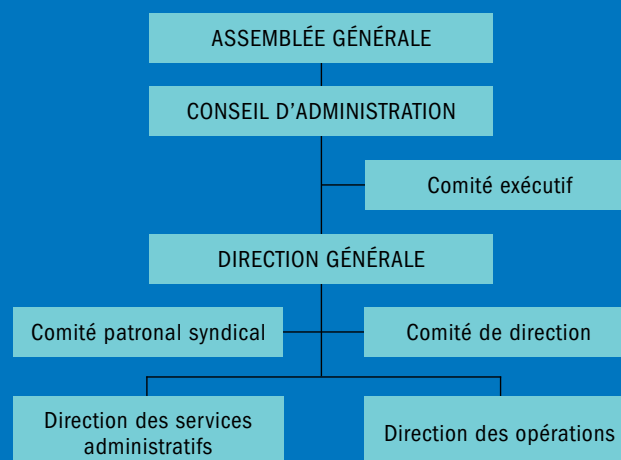 ASSEMBLÉE GÉNÉRALE
CONSEIL D'ADMINISTRATION
Comité exécutif
DIRECTION GÉNÉRALE
Comité patronal syndical
Comité de direction
Direction des services
administratifs
Direction des opérations